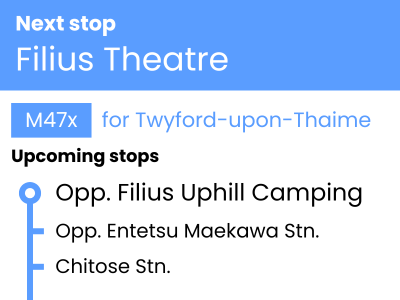 Next stop
Filius Theatre
M47x for Twyford-upon-Thaime
Upcoming stops
Opp. Filius Uphill Camping
Opp. Entetsu Maekawa Stn.
Chitose Stn.